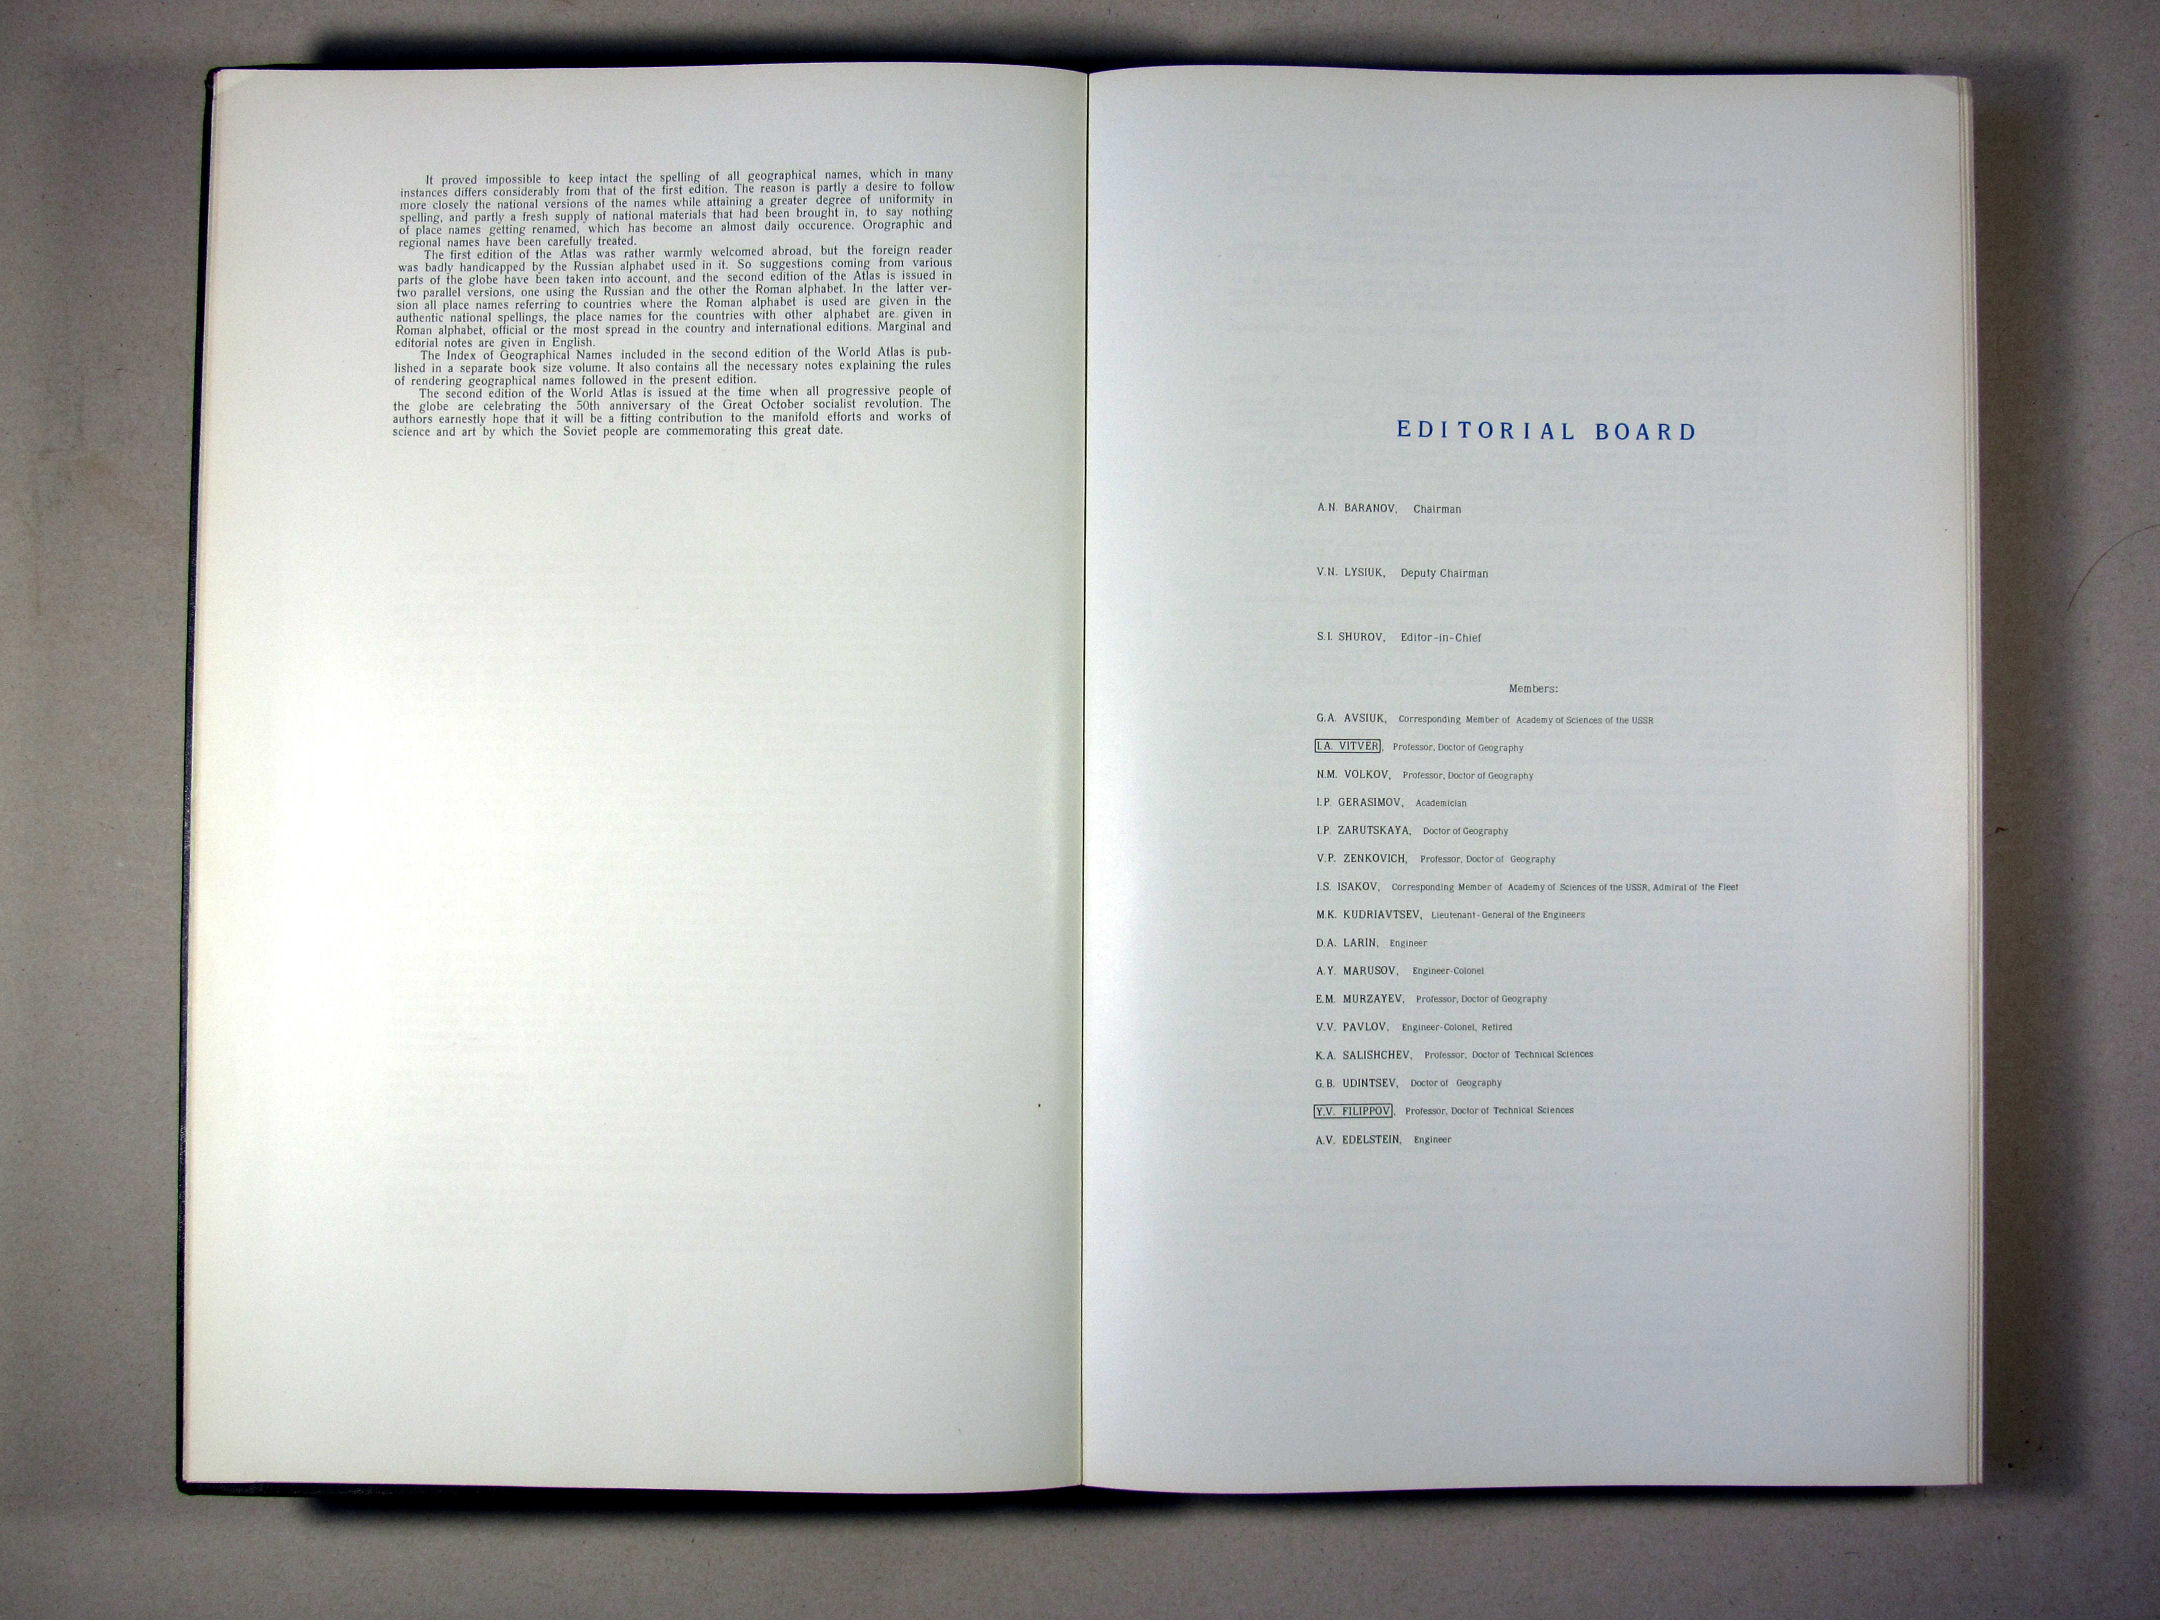 It proved impossible to keep intact the spelling of all geographical names, which in many
instances differs considerably from that of the first edition. The reason is partly a desire to follow
more closely the national versions of the names while attaining a greater degree of uniformity in
spelling, and partly a fresh supply of national materials that had been brought in, to say nothing
of place names getting renamed, which has become an almost daily occurence. Orographic and
regional names have been carefully treated.
The first edition of the Atlas was rather warmly welcomed abroad, but the foreign reader
was badly handicapped by the Russian alphabet used in it. So suggestions coming from various
parts of the globe have been taken into account, and the second edition of the Atlas is issued in
two parallel versions, one using the Russian and the other the Roman alphabet. In the latter ver-
sion all place names referring to countries where the Roman alphabet is used are given in the
authentic national spellings, the place names for the countries with other alphabet are given in
Roman alphabet, official or the most spread in the country and international editions. Marginal and
editorial notes are given in English.
The Index of Geographical Names included in the second edition of the World Atlas is pub-
lished in a separate book size volume. It also contains all the necessary notes explaining the rules
of rendering geographical names followed in the present edition.
The second edition of the World Atlas is issued at the time when all progressive people of
the globe are celebrating the 50th anniversary of the Great October socialist revolution. The
authors earnestly hope that it will be a fitting contribution to the manifold efforts and works of
science and art by which the Soviet people are commemorating this great date.
EDITORIAL BOARD
A.N. BARANOV, Chairman
V.N. LYSIUK, Deputy Chairman
S.I. SHUROV, Editor-in-Chief
Members:
G.A. AVSIUK, Corresponding Member of Academy of Sciences of the USSR
I.A. VITVER, Professor, Doctor of Geography
N.M. VOLKOV, Professor, Doctor of Geography
I.P. GERASIMOV, Academician
I.P. ZARUTSKAYA, Doctor of Geography
V.P. ZENKOVICH, Professor, Doctor of Geography
I.S. ISAKOV, Corresponding Member of Academy of Sciences of the USSR, Admiral of the Fleet
M.K. KUDRIAVTSEV, Lieutenant-General of the Engineers
D.A. LARIN, Engineer
A.Y. MARUSOV, Engineer-Colonel
E.M. MURZAYEV, Professor, Doctor of Geography
V.V. PAVLOV, Engineer-Colonel, Retired
K.A. SALISHCHEV, Professor, Doctor of Technical Sciences
G.B. UDINTSEV, Doctor of Geography
Y.V. FILIPPOV, Professor, Doctor of Technical Sciences
A.V. EDELSTEIN, Engineer